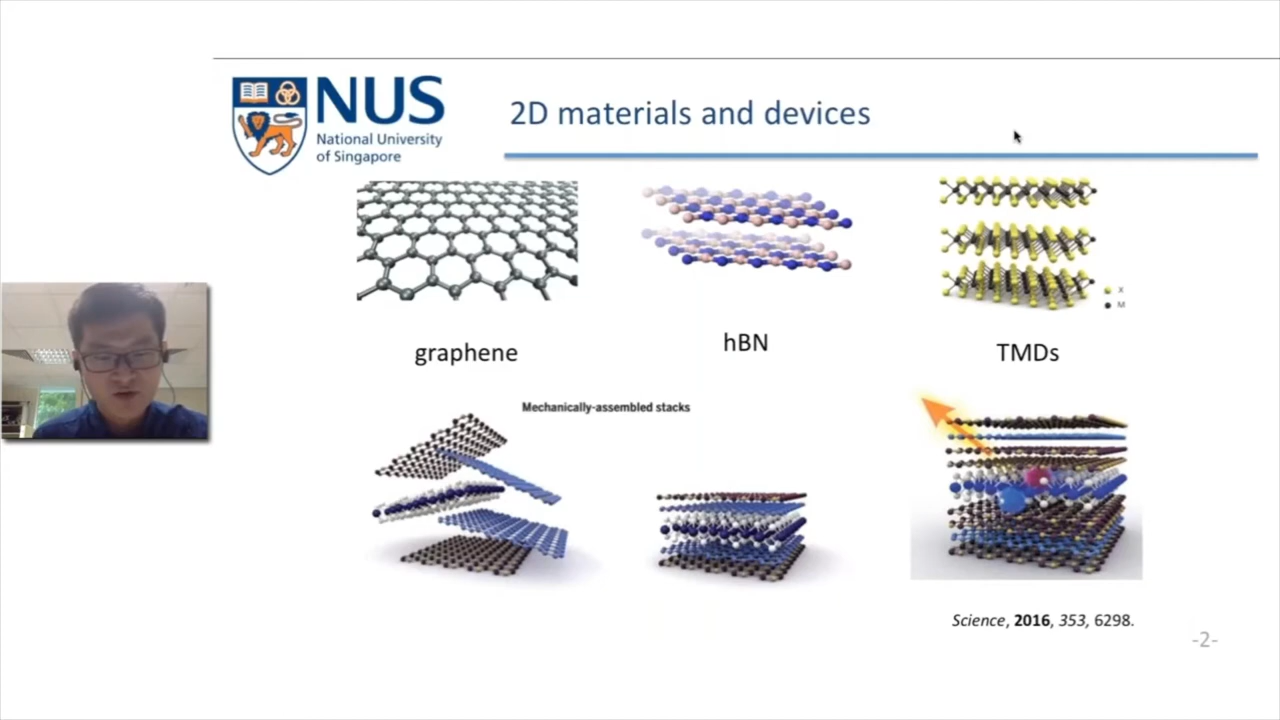 NUS
National University
of Singapore
2D materials and devices
X
M
graphene
hBN
TMDs
Mechanically-assembled stacks
Science, 2016, 353, 6298.
-2-